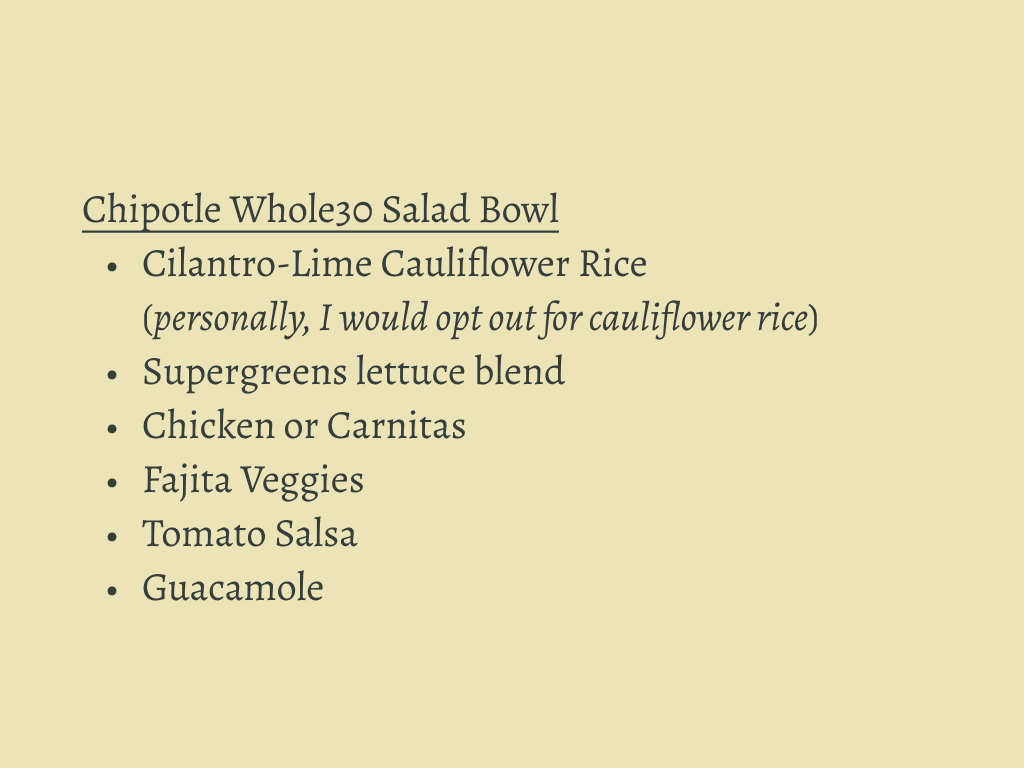 Chipotle Whole30 Salad Bowl
• Cilantro-Lime Cauliflower Rice
(personally, I would opt out for cauliflower rice)
• Supergreens lettuce blend
• Chicken or Carnitas
• Fajita Veggies
• Tomato Salsa
• Guacamole